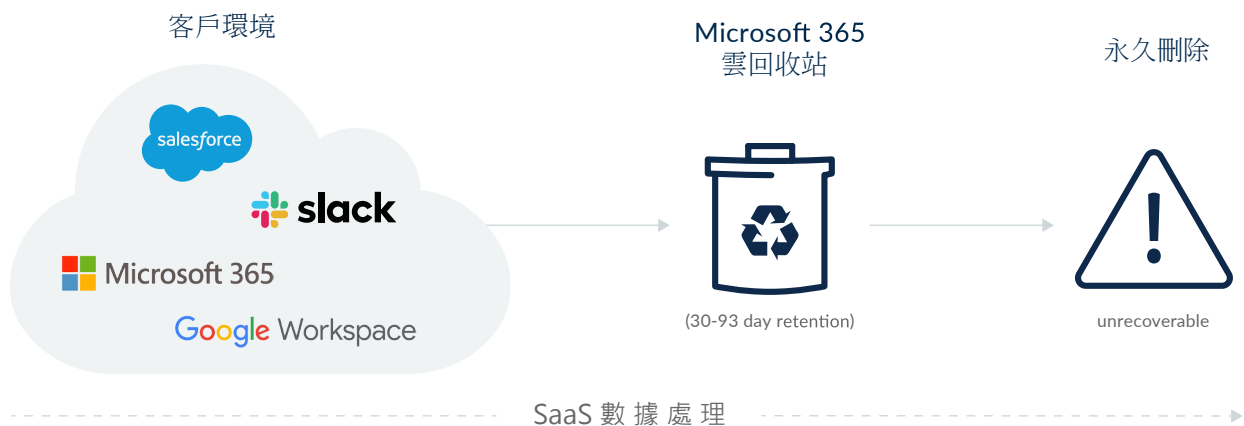 客戶環境
Microsoft 365
雲回收站
永久刪除
salesforce
slack
Microsoft 365
Google Workspace
(30-93 day retention)
unrecoverable
SaaS 數據處理